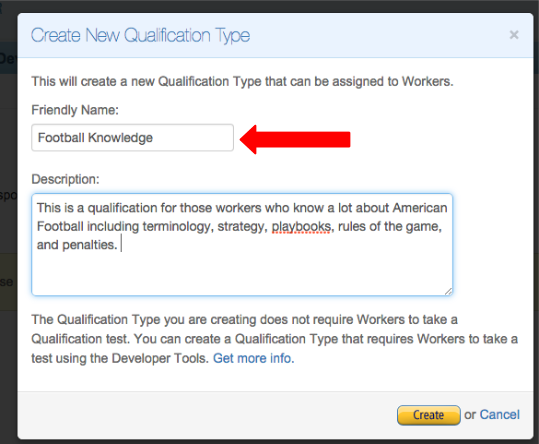 Create New Qualification Type ×
This will create a new Qualification Type that can be assigned to Workers.
Friendly Name:
Football Knowledge
Description:
This is a qualification for those workers who know a lot about American
Football including terminology, strategy, playbooks, rules of the game,
and penalties.
The Qualification Type you are creating does not require Workers to take a
Qualification test. You can create a Qualification Type that requires Workers to take a
test using the Developer Tools. Get more info.
Create or Cancel